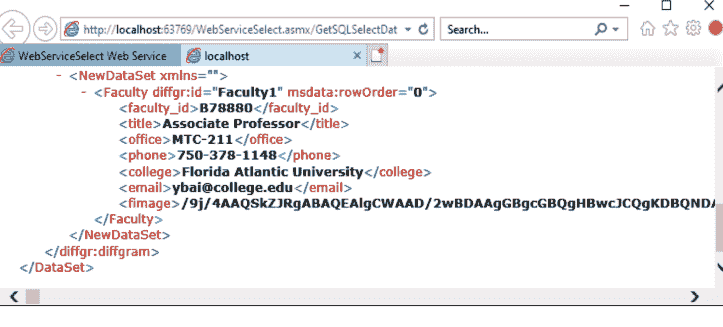 http://localhost:63769/WebServiceSelect.asmx/GetSQLSelectDat
Search...
WebServiceSelect Web Service
localhost
- <NewDataSet xmlns="">
- <Faculty diffgr:id="Faculty1" msdata:rowOrder="0">
<faculty_id>B78880</faculty_id>
<title>Associate Professor</title>
<office>MTC-211</office>
<phone>750-378-1148</phone>
<college>Florida Atlantic University</college>
<email>ybai@college.edu</email>
<fimage>/9j/4AAQSkZJRgABAQEAlgCWAAD/2wBDAAgGBgcGBQgHBwcJCQgKDBQNDA
</Faculty>
</NewDataSet>
</diffgr:diffgram>
</DataSet>